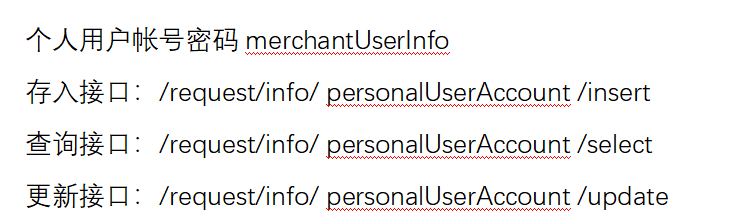 个人用户帐号密码 merchantUserInfo
存入接口：/request/info/ personalUserAccount /insert
查询接口：/request/info/ personalUserAccount /select
更新接口：/request/info/ personalUserAccount /update